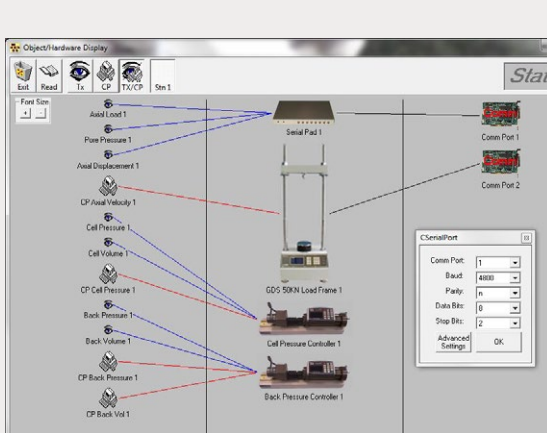 Object/Hardware Display
Exit
Read
Tx
CP
TX/CP
Stn 1
Font Size
+
-
Axial Load 1
Pore Pressure 1
Axial Displacement 1
CP Axial Velocity 1
Cell Pressure 1
Cell Volume 1
CP Cell Pressure 1
Back Pressure 1
Back Volume 1
CP Back Pressure 1
CP Back Vol 1
Serial Pad 1
GDS 50KN Load Frame 1
Cell Pressure Controller 1
Back Pressure Controller 1
Comm Port 1
Comm Port 2
CSerialPort
Comm Port: 1
Baud: 4800
Parity: n
Data Bits: 8
Stop Bits: 2
Advanced
Settings
OK